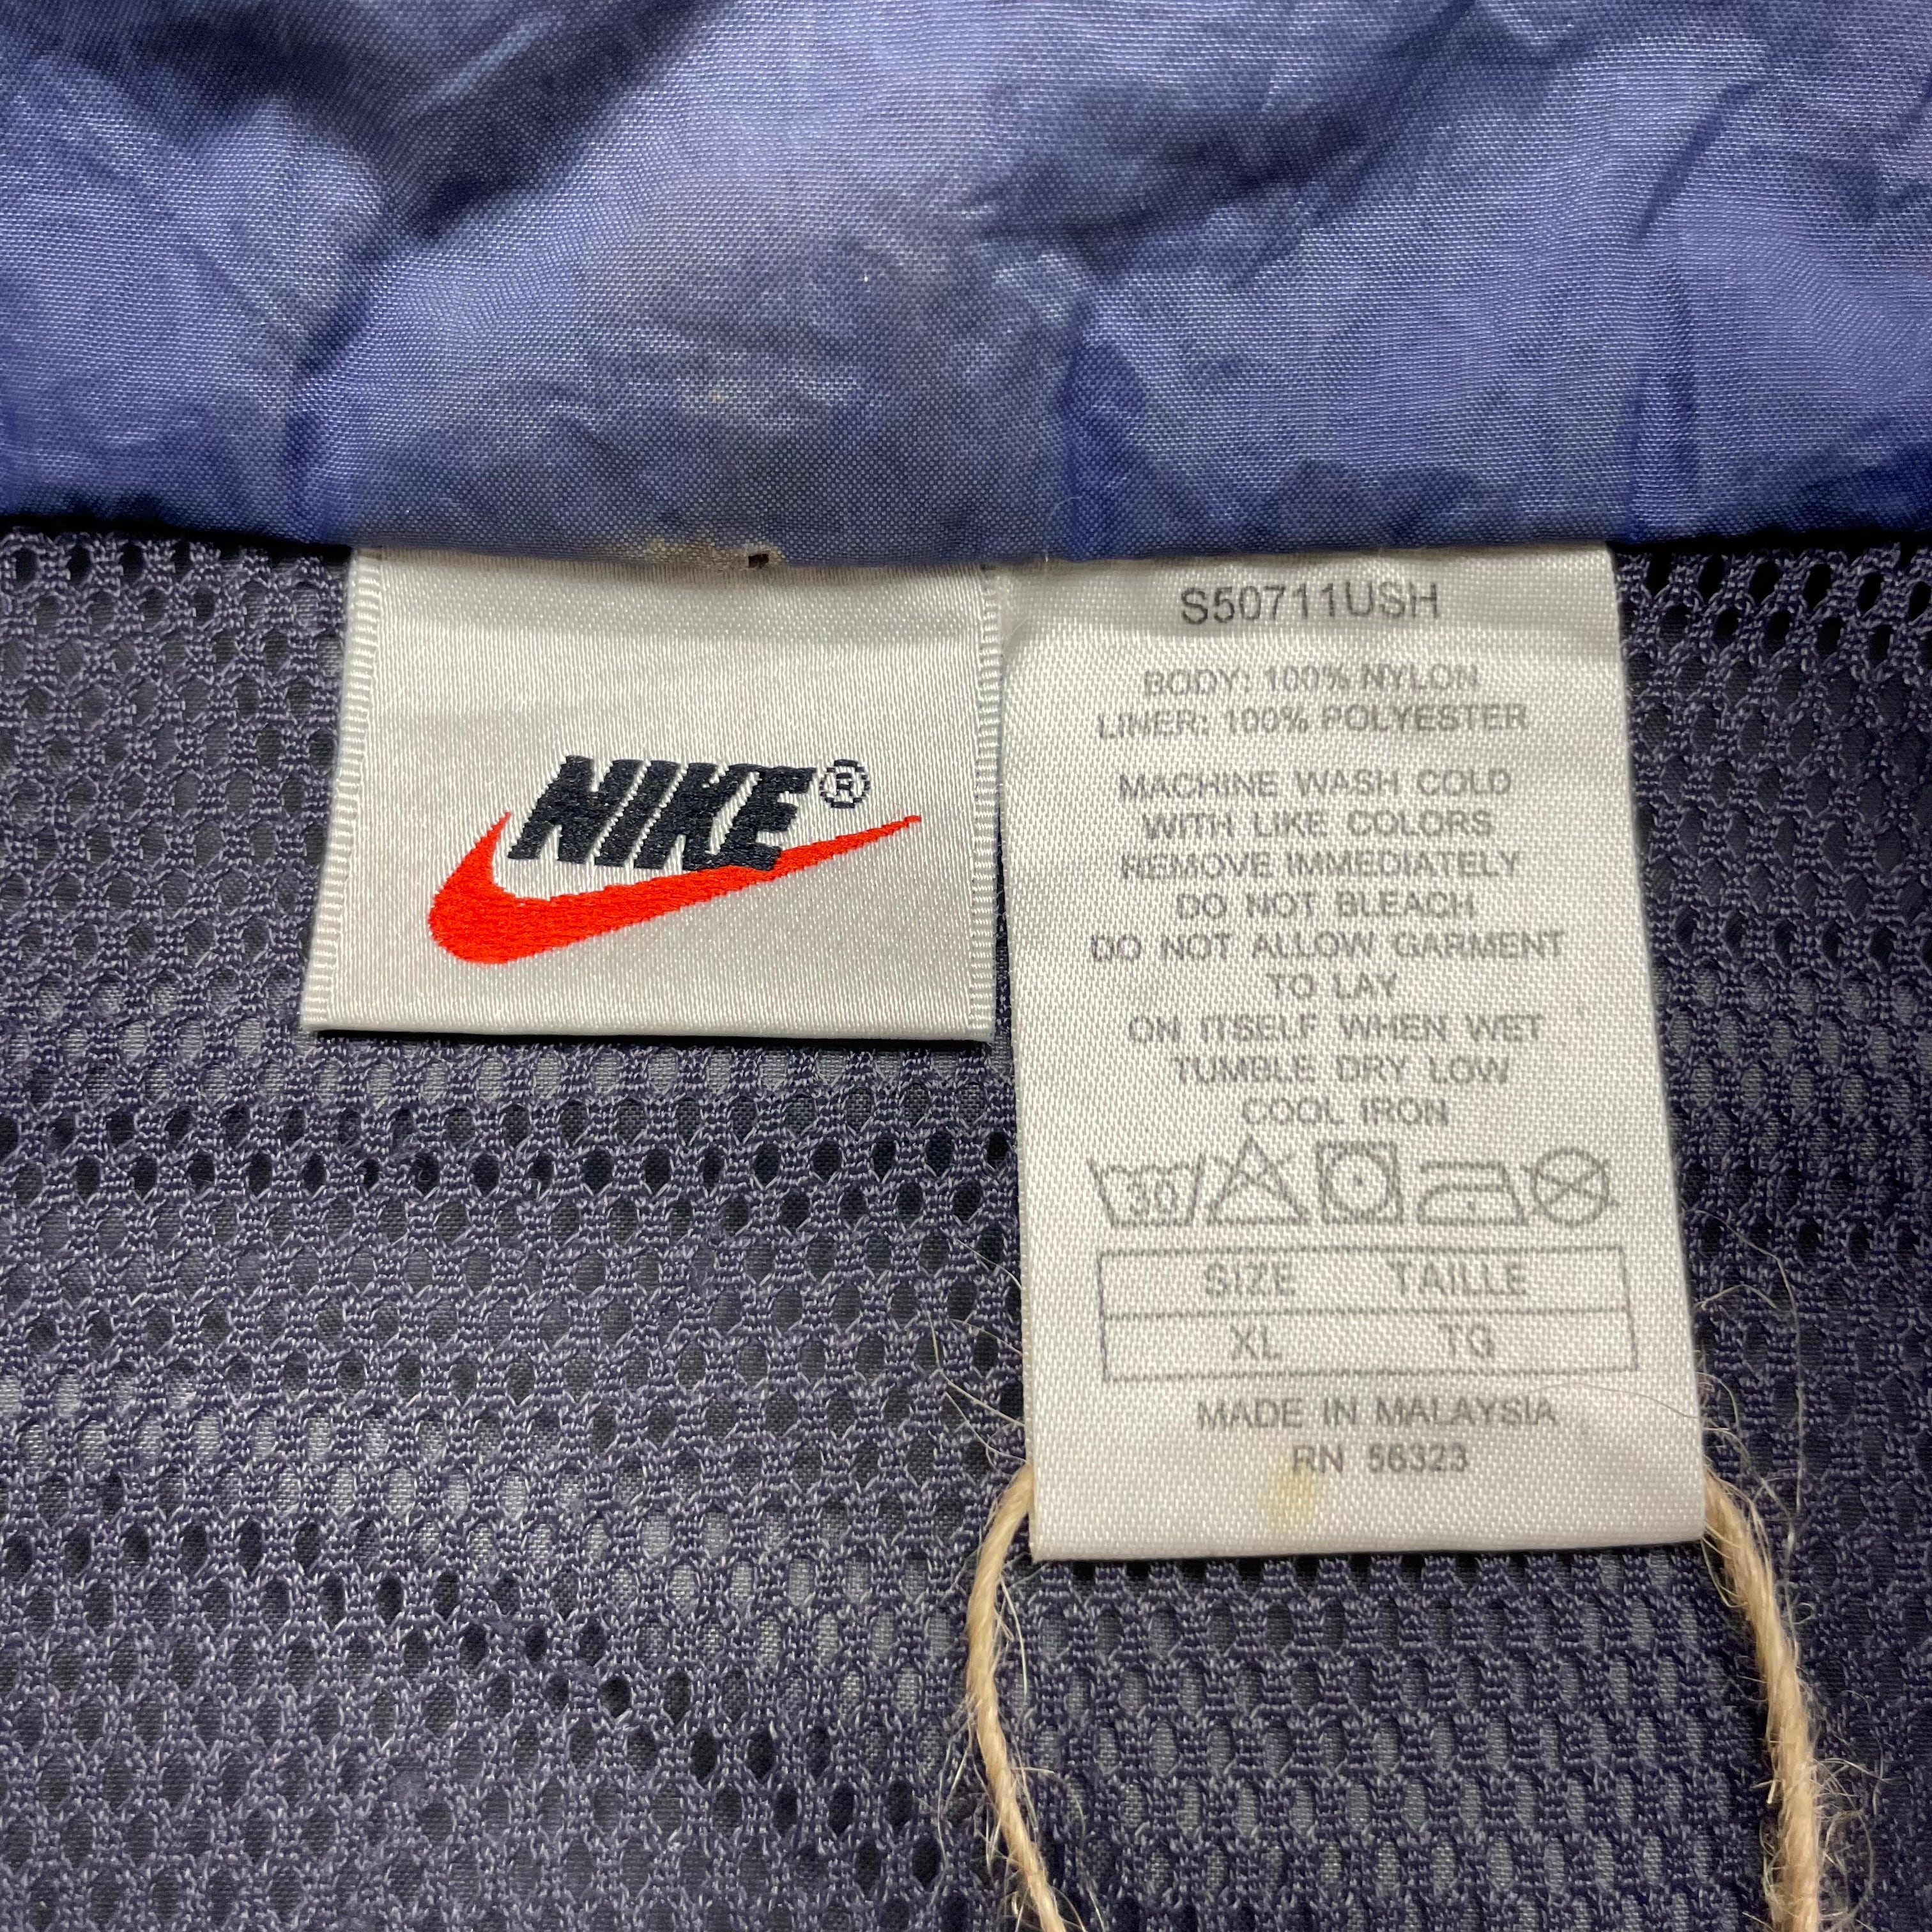 NIKE®
S50711USH
BODY: 100% NYLON
LINER: 100% POLYESTER
MACHINE WASH COLD
WITH LIKE COLORS
REMOVE IMMEDIATELY
DO NOT BLEACH
DO NOT ALLOW GARMENT
TO LAY
ON ITSELF WHEN WET
TUMBLE DRY LOW
COOL IRON
30
SIZE TAILLE
XL TG
MADE IN MALAYSIA
RN 56323